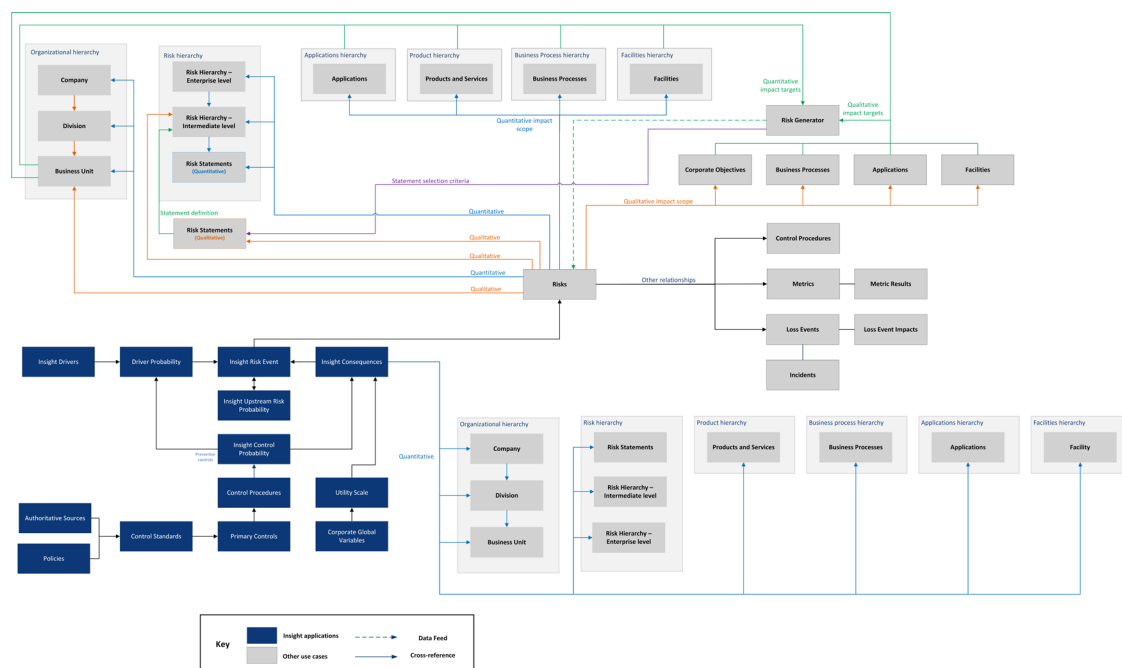 Organizational hierarchy
Company
Division
Business Unit
Risk hierarchy
Risk Hierarchy –
Enterprise level
Risk Hierarchy –
Intermediate level
Risk Statements
(Quantitative)
Statement definition
Risk Statements
(Qualitative)
Applications hierarchy
Applications
Product hierarchy
Products and Services
Business Process hierarchy
Business Processes
Facilities hierarchy
Facilities
Quantitative impact
scope
Quantitative
impact targets
Qualitative
impact targets
Risk Generator
Statement selection criteria
Corporate Objectives
Business Processes
Applications
Facilities
Qualitative impact scope
Quantitative
Qualitative
Qualitative
Quantitative
Qualitative
Risks
Other relationships
Control Procedures
Metrics
Metric Results
Loss Events
Loss Event Impacts
Incidents
Insight Drivers
Driver Probability
Insight Risk Event
Insight Consequences
Insight Upstream Risk
Probability
Preventive
controls
Insight Control
Probability
Control Procedures
Utility Scale
Authoritative Sources
Policies
Control Standards
Primary Controls
Corporate Global
Variables
Quantitative
Organizational hierarchy
Company
Division
Business Unit
Risk hierarchy
Risk Statements
Risk Hierarchy –
Intermediate level
Risk Hierarchy –
Enterprise level
Product hierarchy
Products and Services
Business process hierarchy
Business Processes
Applications hierarchy
Applications
Facilities hierarchy
Facility
Key
Insight applications
Other use cases
Data Feed
Cross-reference